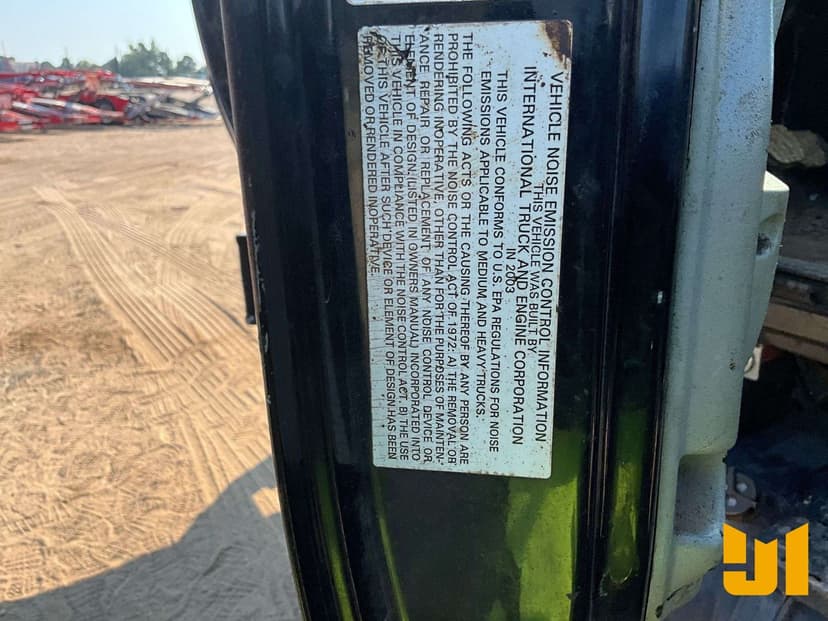 VEHICLE NOISE EMISSION CONTROL INFORMATION
THIS VEHICLE WAS BUILT BY
INTERNATIONAL TRUCK AND ENGINE CORPORATION
IN 2003
THIS VEHICLE CONFORMS TO U.S. EPA REGULATIONS FOR NOISE
EMISSIONS APPLICABLE TO MEDIUM AND HEAVY TRUCKS.
THE FOLLOWING ACTS OR THE CAUSING THEREOF BY ANY PERSON ARE
PROHIBITED BY THE NOISE CONTROL ACT OF 1972: A) THE REMOVAL OR
RENDERING INOPERATIVE, OTHER THAN FOR THE PURPOSES OF MAINTEN-
TANCE REPAIR, OR REPLACEMENT, OF ANY NOISE CONTROL DEVICE OR
ELEMENT OF DESIGN (LISTED IN OWNERS MANUAL) INCORPORATED INTO
THIS VEHICLE IN COMPLIANCE WITH THE NOISE CONTROL ACT. B) THE USE
OF THIS VEHICLE AFTER SUCH DEVICE OR ELEMENT OF DESIGN HAS BEEN
REMOVED OR RENDERED INOPERATIVE.